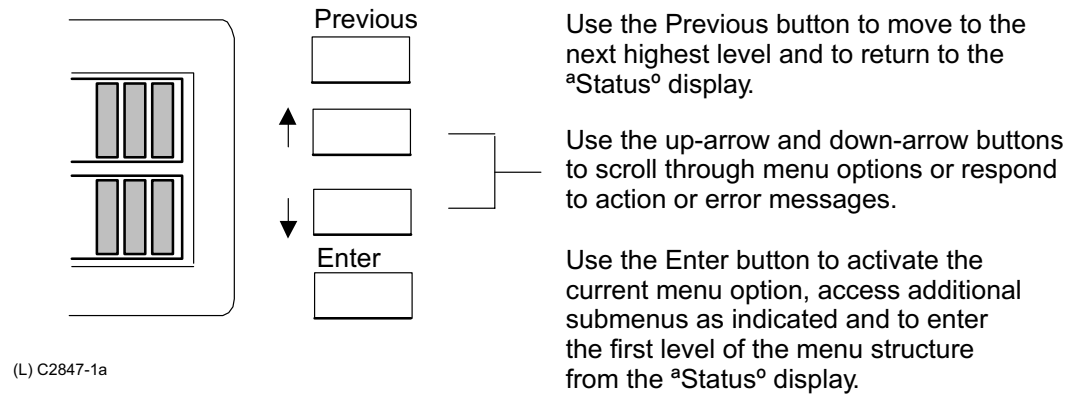 Previous
Use the Previous button to move to the
next highest level and to return to the
ªStatusº display.
Use the up-arrow and down-arrow buttons
to scroll through menu options or respond
to action or error messages.
Enter
Use the Enter button to activate the
current menu option, access additional
submenus as indicated and to enter
the first level of the menu structure
from the ªStatusº display.
(L) C2847-1a